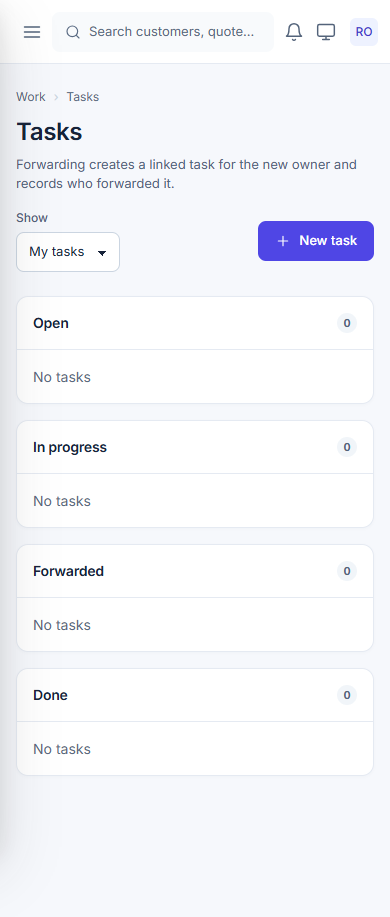 Search customers, quote...
RO
Work › Tasks
Tasks
Forwarding creates a linked task for the new owner and
records who forwarded it.
Show
My tasks
+ New task
Open 0
No tasks
In progress 0
No tasks
Forwarded 0
No tasks
Done 0
No tasks